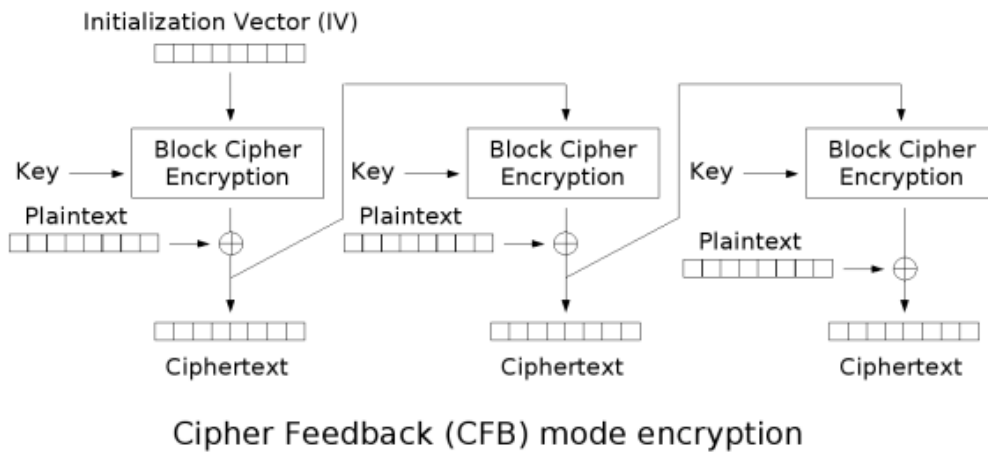 Initialization Vector (IV)
Block Cipher
Encryption
Block Cipher
Encryption
Block Cipher
Encryption
Key
Key
Key
Plaintext
Plaintext
Plaintext
Ciphertext
Ciphertext
Ciphertext
Cipher Feedback (CFB) mode encryption